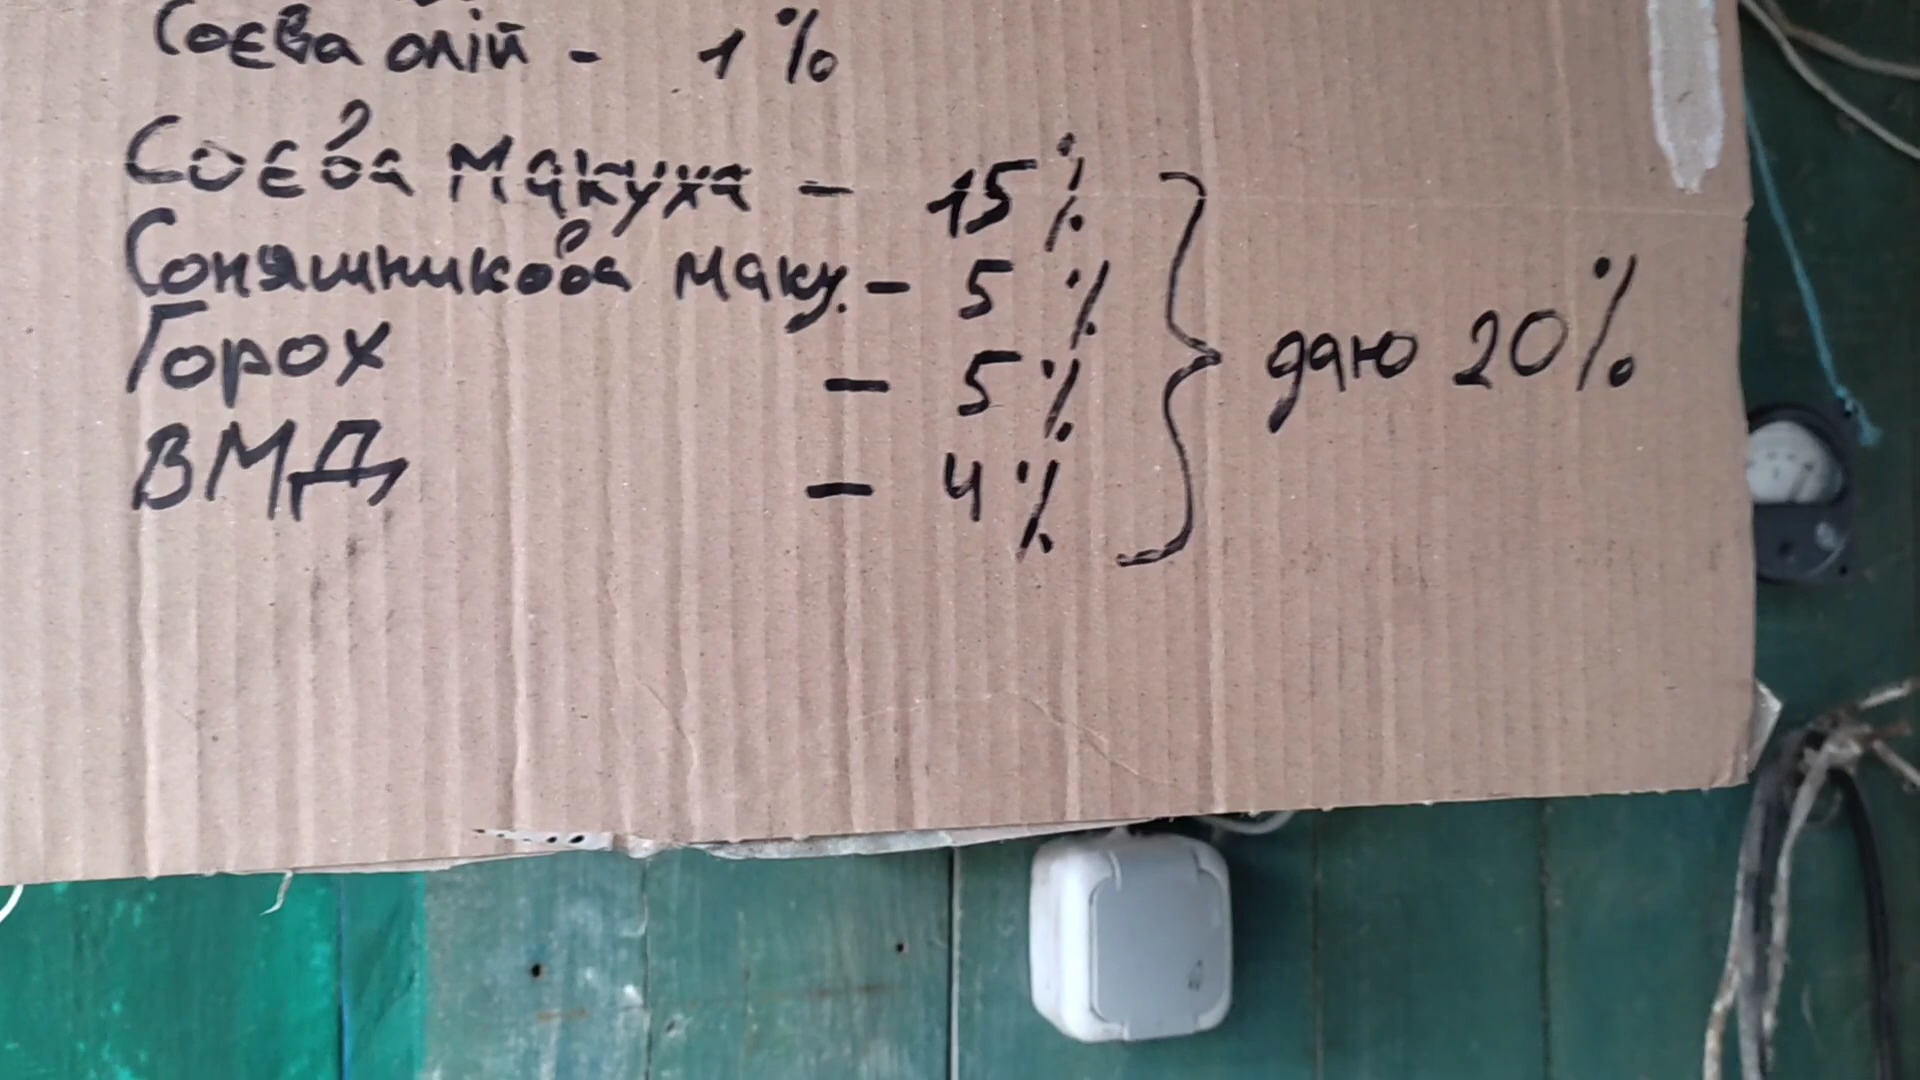 Соєва олій - 1%
Соєва макуха - 15%
Соняшникова маку. - 5%
Горох - 5%
ВМД - 4%
даю 20%